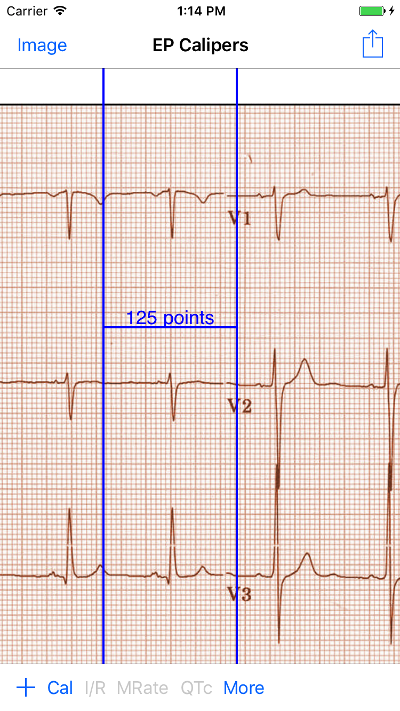 Carrier 1:14 PM
Image EP Calipers
V1
125 points
V2
V3
+ Cal I/R MRate QTc More